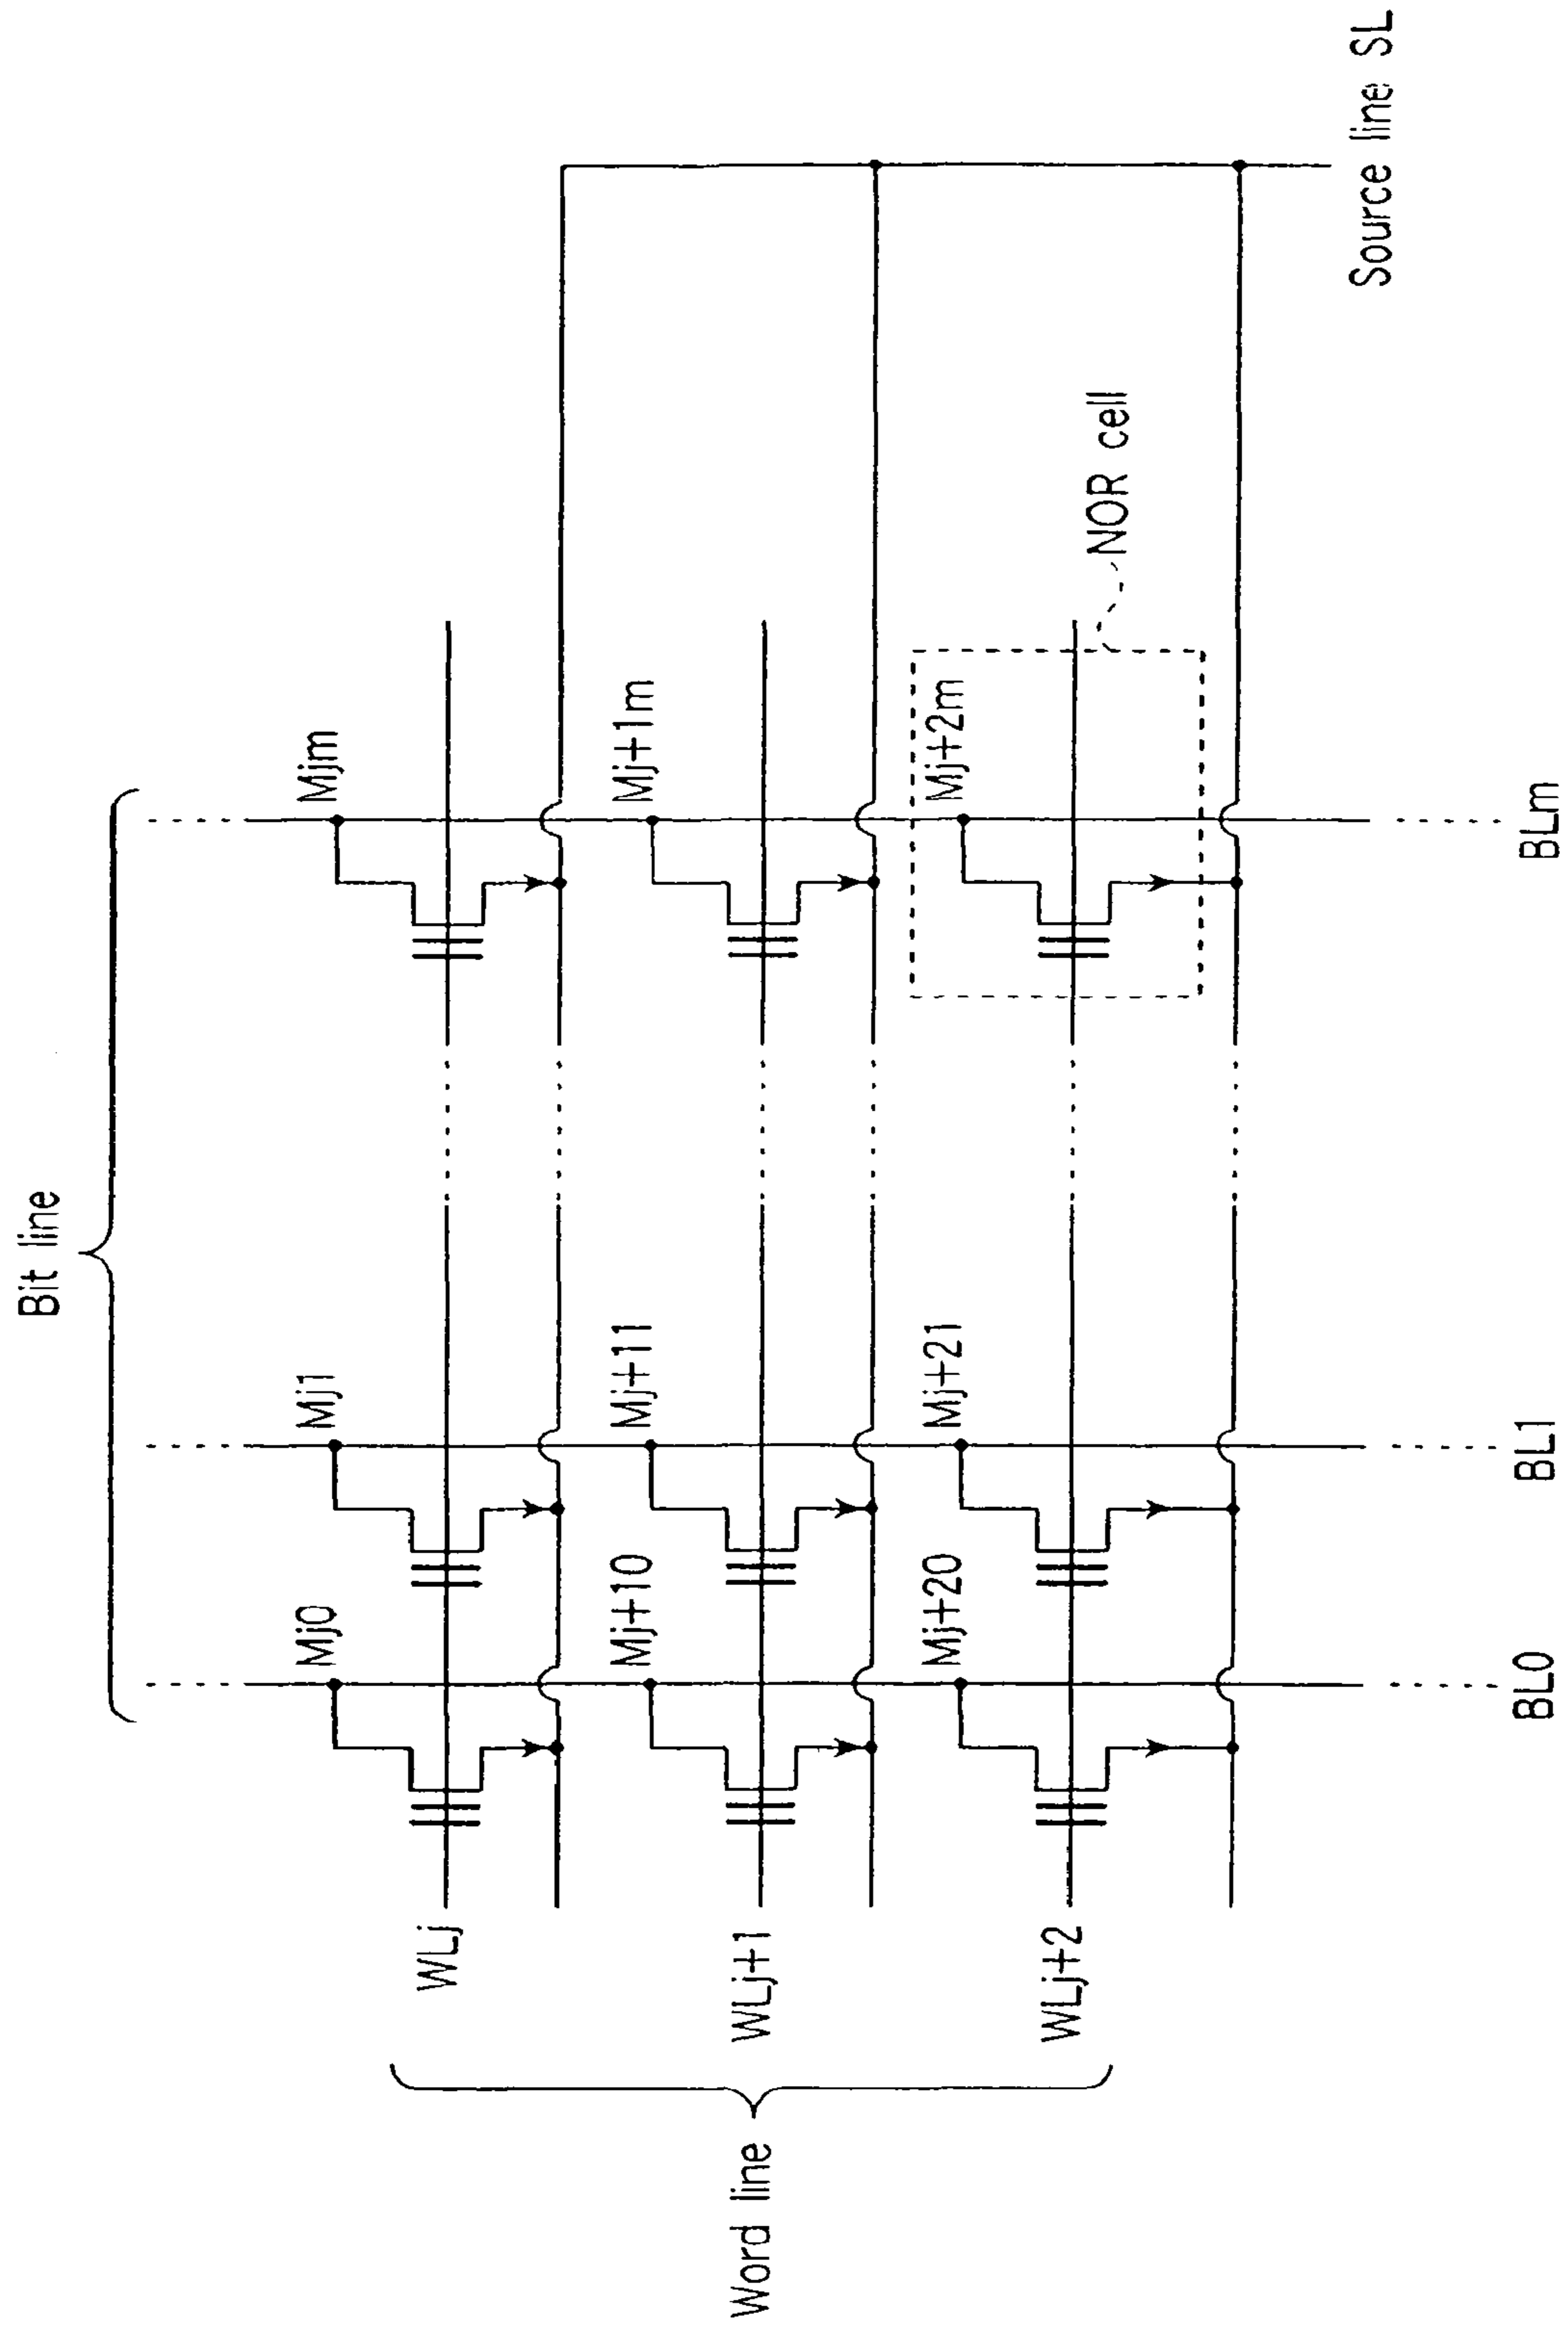 Bit line
Mj0
Mj1
Mjm
WLj
Mj+10
Mj+11
Mj+1m
WLj+1
Word line
Mj+20
Mj+21
Mj+2m
WLj+2
NOR cell
BL0
BL1
BLm
Source line SL